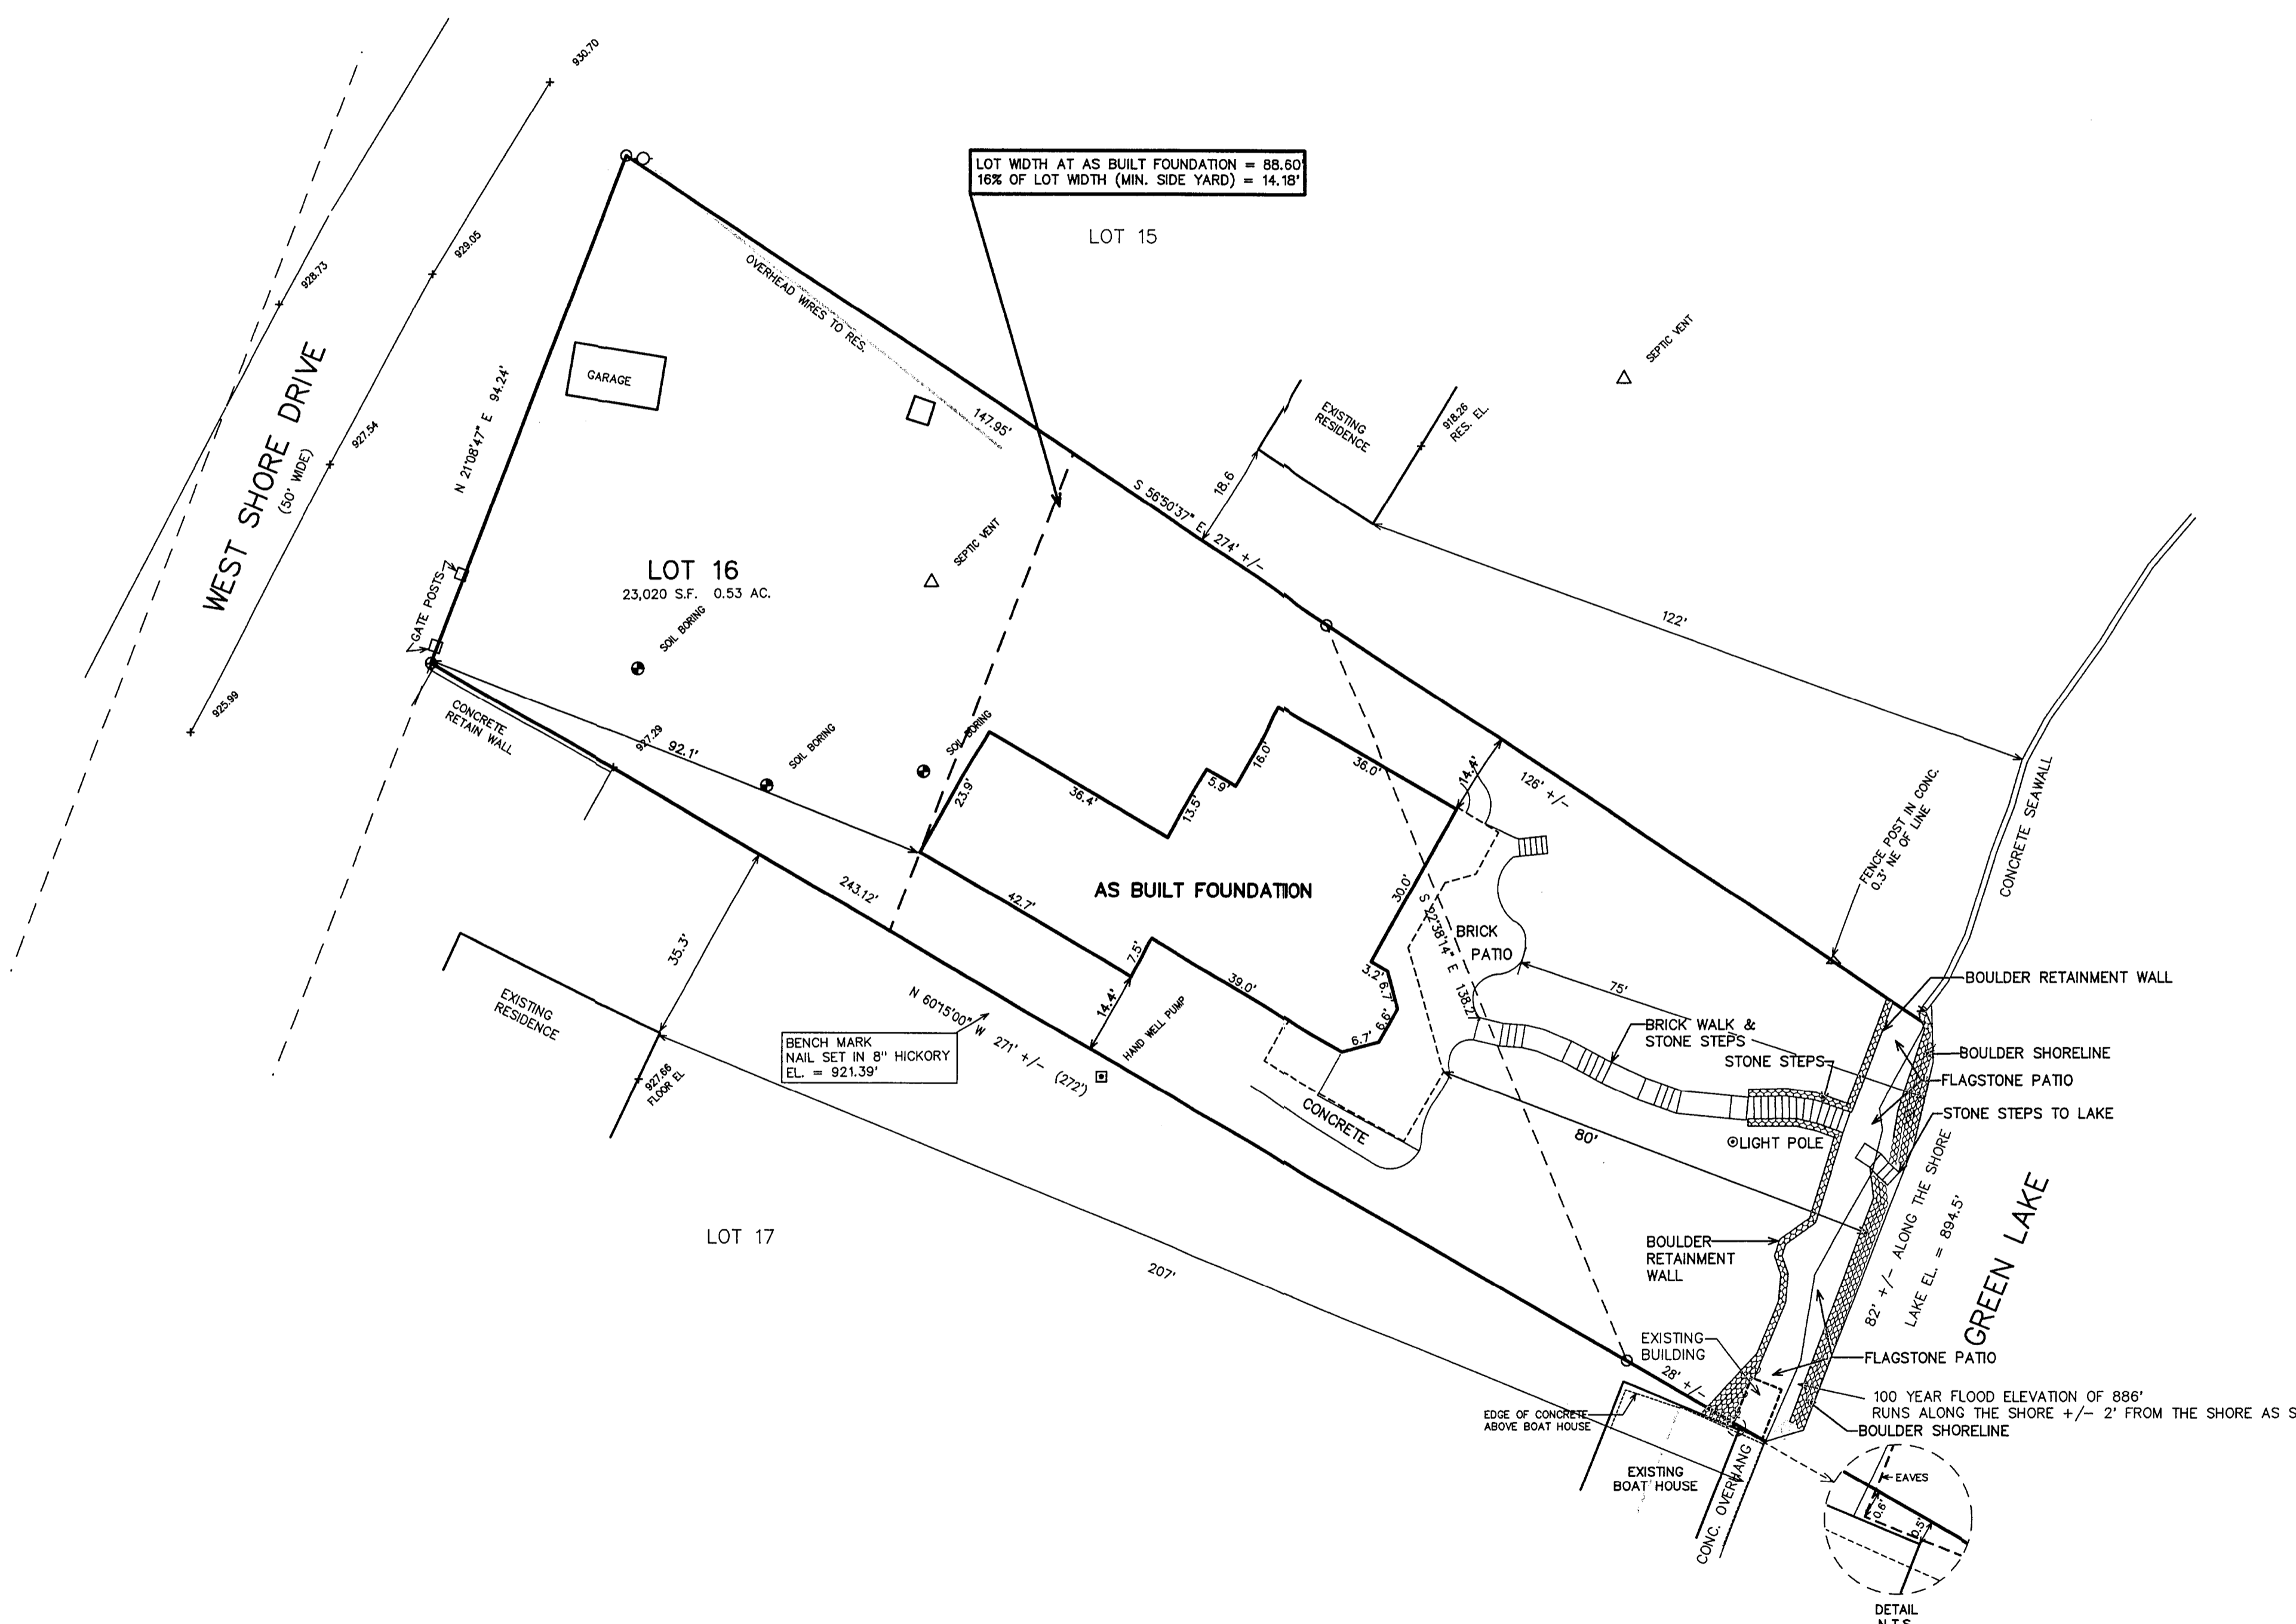 930.70
929.05
928.73
927.54
925.99
WEST SHORE DRIVE
(50' WIDE)
N 21°08'47" E 94.24'
GATE POSTS
GARAGE
OVERHEAD WIRES TO RES.
147.95'
LOT WIDTH AT AS BUILT FOUNDATION = 88.60'
16% OF LOT WIDTH (MIN. SIDE YARD) = 14.18'
LOT 15
SEPTIC VENT
EXISTING
RESIDENCE
918.26
RES. EL.
18.6
S 56°50'37" E 274' +/-
122'
LOT 16
23,020 S.F. 0.53 AC.
SEPTIC VENT
SOIL BORING
SOIL BORING
SOIL BORING
CONCRETE
RETAIN WALL
927.29
92.1'
23.9'
36.4'
13.5'
5.9'
16.0'
36.0'
14.4'
126' +/-
AS BUILT FOUNDATION
42.7'
7.5'
39.0'
14.4'
30.0'
3.2'
6.7'
6.6'
6.7'
S 22°38'14" E 138.27'
BRICK
PATIO
75'
FENCE POST IN CONC.
0.3' NE OF LINE
CONCRETE SEAWALL
243.12'
35.3'
EXISTING
RESIDENCE
927.66
FLOOR EL
N 60°15'00" W 271' +/- (272')
BENCH MARK
NAIL SET IN 8" HICKORY
EL. = 921.39'
HAND WELL PUMP
CONCRETE
80'
BRICK WALK &
STONE STEPS
STONE STEPS
BOULDER RETAINMENT WALL
BOULDER SHORELINE
FLAGSTONE PATIO
STONE STEPS TO LAKE
LIGHT POLE
82' +/- ALONG THE SHORE
LAKE EL. = 894.5'
GREEN LAKE
BOULDER
RETAINMENT
WALL
LOT 17
207'
EXISTING
BUILDING
28' +/-
FLAGSTONE PATIO
100 YEAR FLOOD ELEVATION OF 886'
RUNS ALONG THE SHORE +/- 2' FROM THE SHORE AS S
BOULDER SHORELINE
EDGE OF CONCRETE
ABOVE BOAT HOUSE
EXISTING
BOAT HOUSE
CONC. OVERHANG
EAVES
0.6'
0.5'
DETAIL
N.T.S.